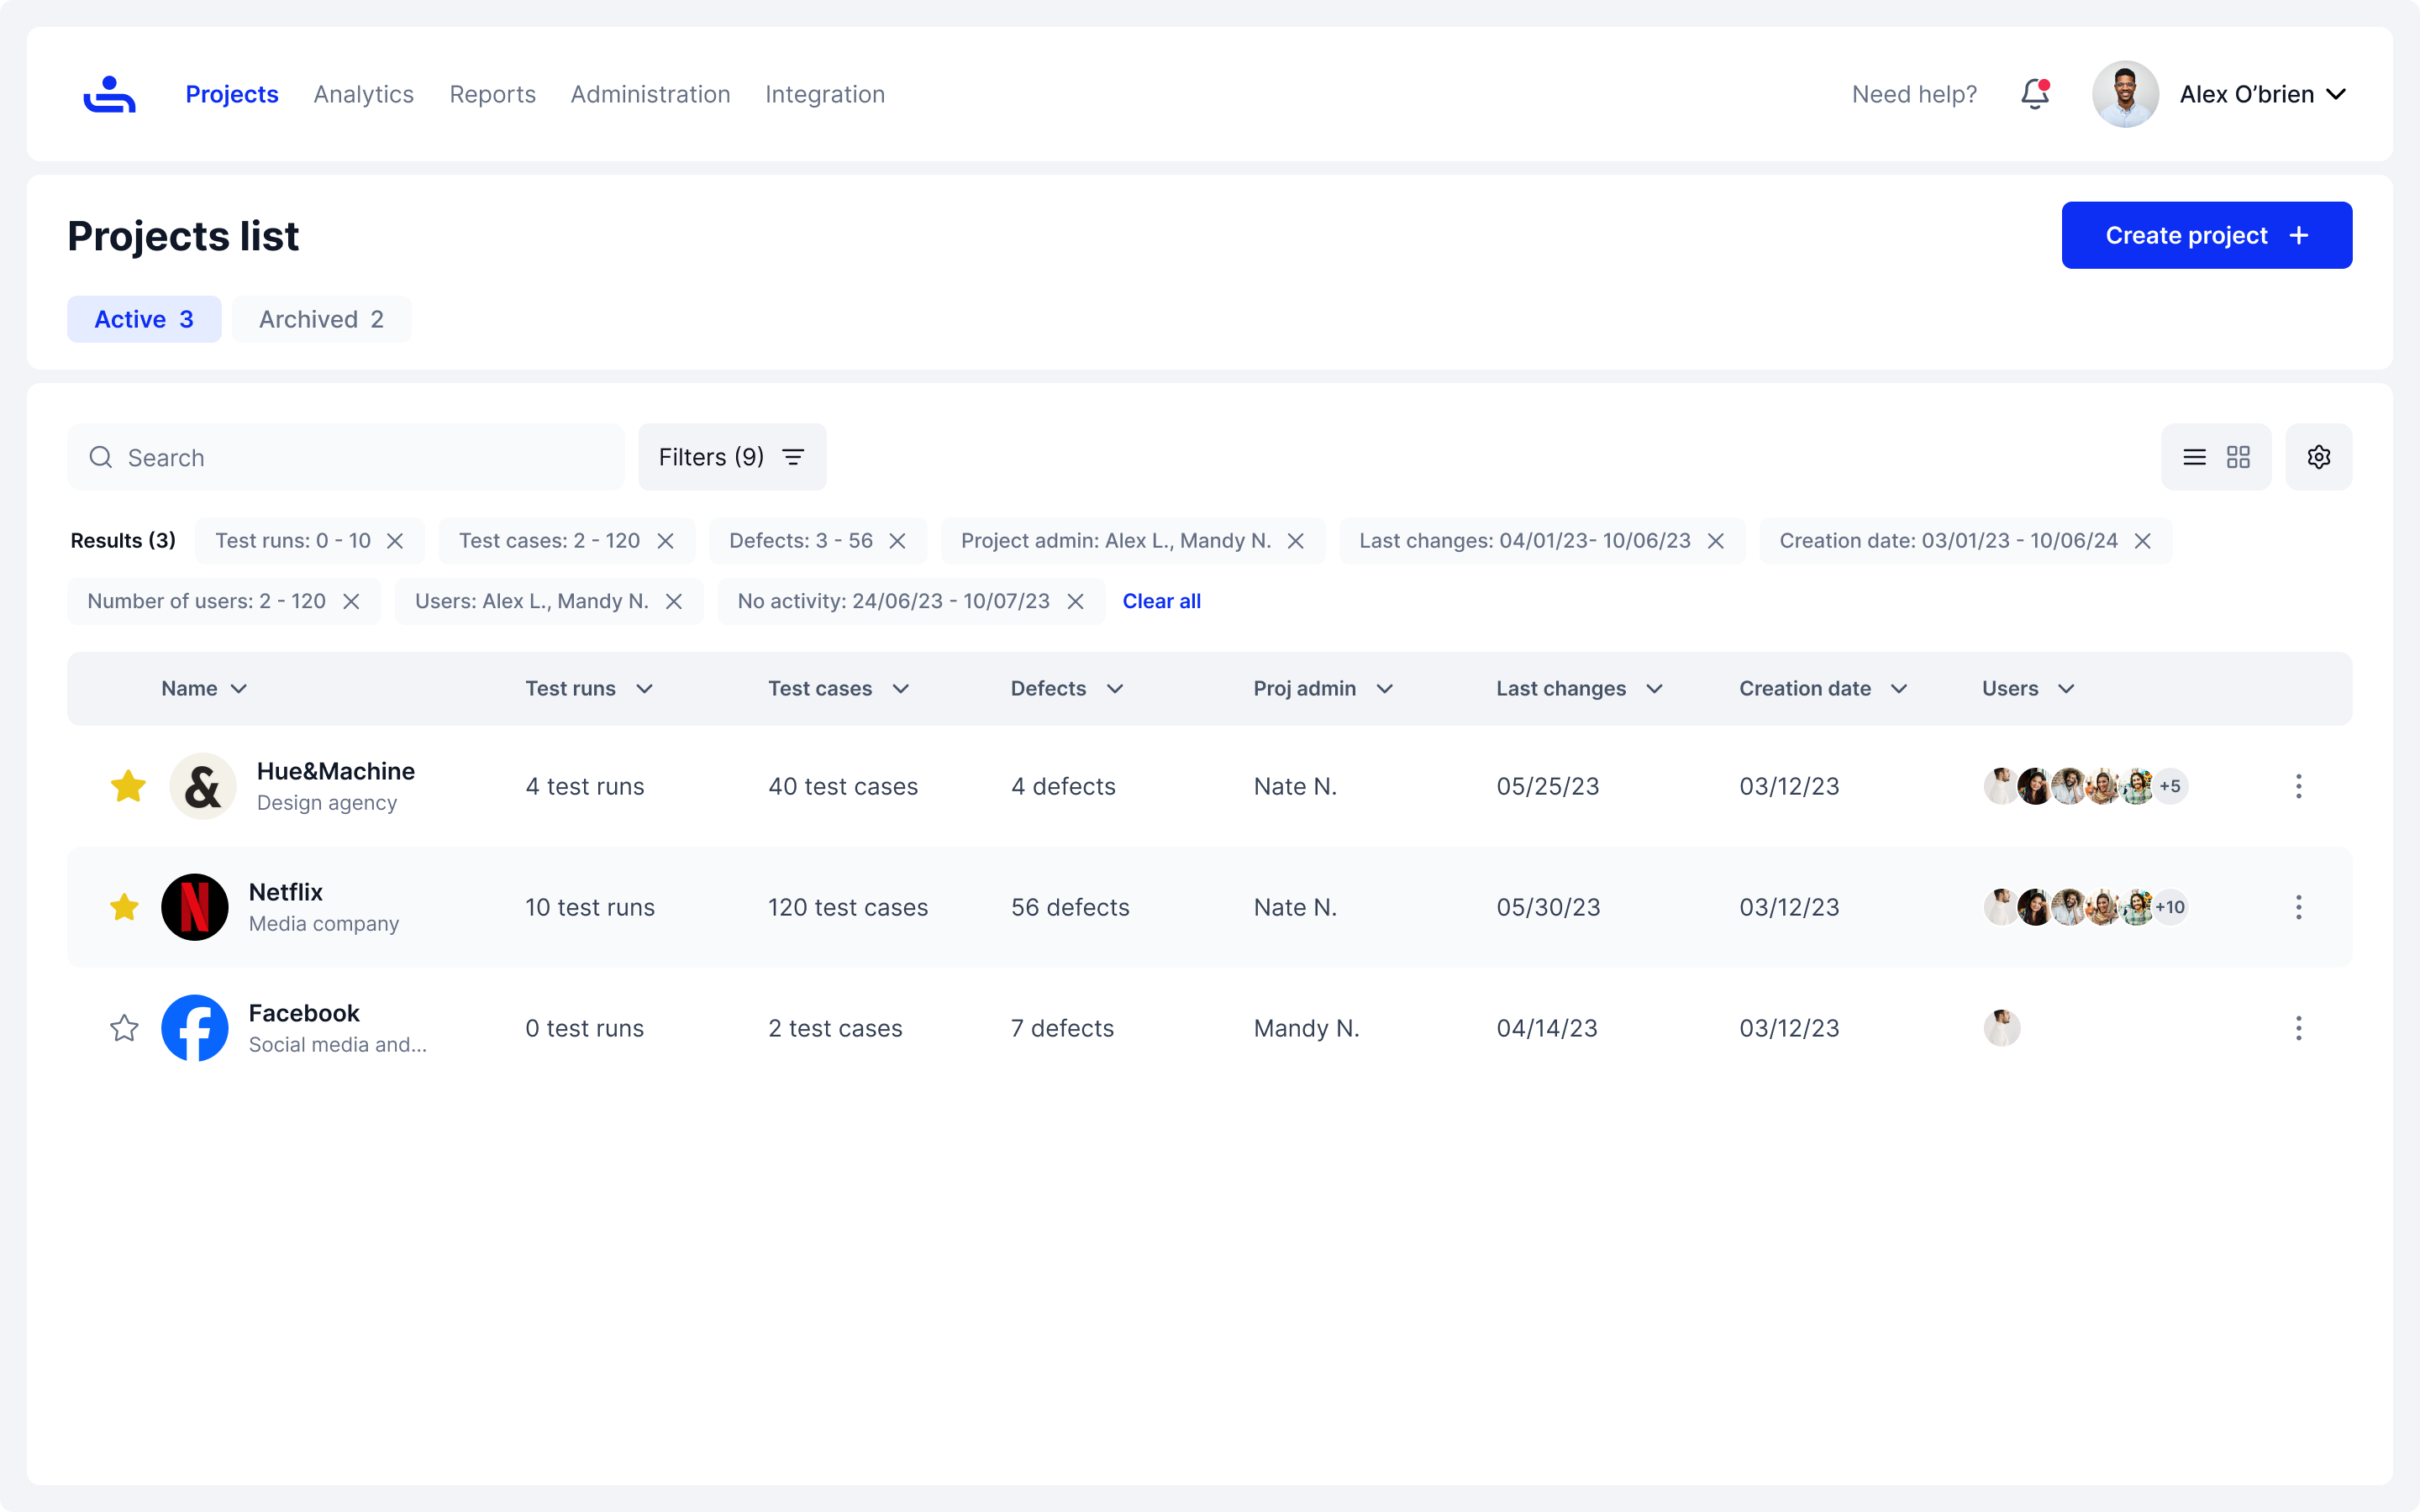 Projects Analytics Reports Administration Integration Need help? Alex O’brien
Projects list Create project
Active 3 Archived 2
Search Filters (9)
Results (3) Test runs: 0 - 10 Test cases: 2 - 120 Defects: 3 - 56 Project admin: Alex L., Mandy N. Last changes: 04/01/23- 10/06/23 Creation date: 03/01/23 - 10/06/24
Number of users: 2 - 120 Users: Alex L., Mandy N. No activity: 24/06/23 - 10/07/23 Clear all
Name Test runs Test cases Defects Proj admin Last changes Creation date Users
& Hue&Machine 4 test runs 40 test cases 4 defects Nate N. 05/25/23 03/12/23 +5
Design agency
N Netflix 10 test runs 120 test cases 56 defects Nate N. 05/30/23 03/12/23 +10
Media company
f Facebook 0 test runs 2 test cases 7 defects Mandy N. 04/14/23 03/12/23
Social media and...